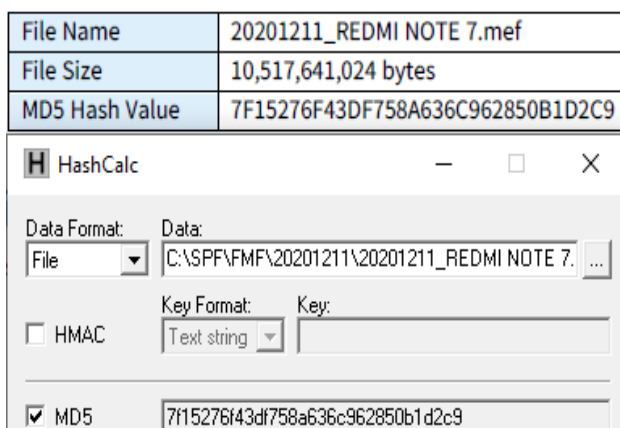 File Name 20201211_REDMI NOTE 7.mef
File Size 10,517,641,024 bytes
MD5 Hash Value 7F15276F43DF758A636C962850B1D2C9
H HashCalc
Data Format: Data:
File C:\SPF\FMF\20201211\20201211_REDMI NOTE 7. ...
Key Format: Key:
HMAC Text string
MD5 7f15276f43df758a636c962850b1d2c9